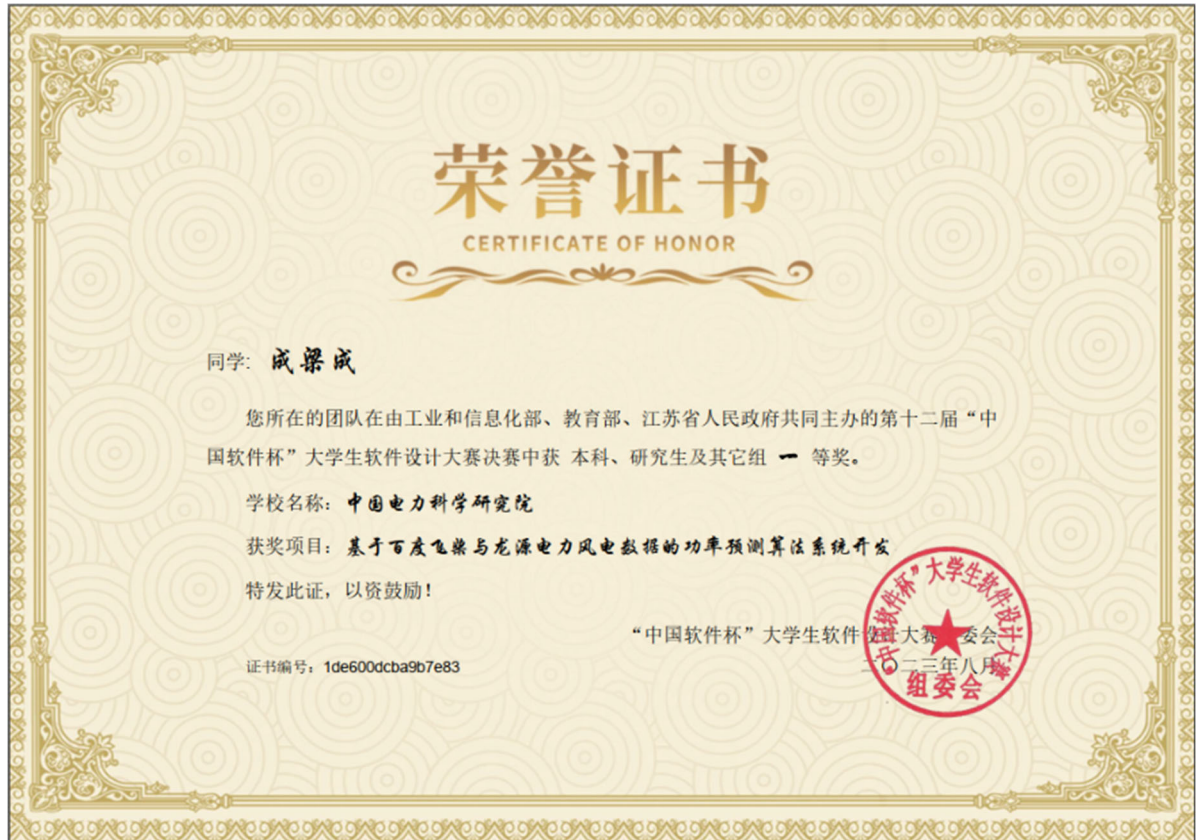 荣誉证书
CERTIFICATE OF HONOR
同学: 成梁成
您所在的团队在由工业和信息化部、教育部、江苏省人民政府共同主办的第十二届“中
国软件杯”大学生软件设计大赛决赛中获 本科、研究生及其它组 一 等奖。
学校名称: 中国电力科学研究院
获奖项目: 基于百度飞桨与龙源电力风电数据的功率预测算法系统开发
特发此证，以资鼓励！
“中国软件杯”大学生软件设计大赛组委会
证书编号: 1de600dcba9b7e83
二〇二三年八月
“中国软件杯”大学生软件设计大赛
组委会